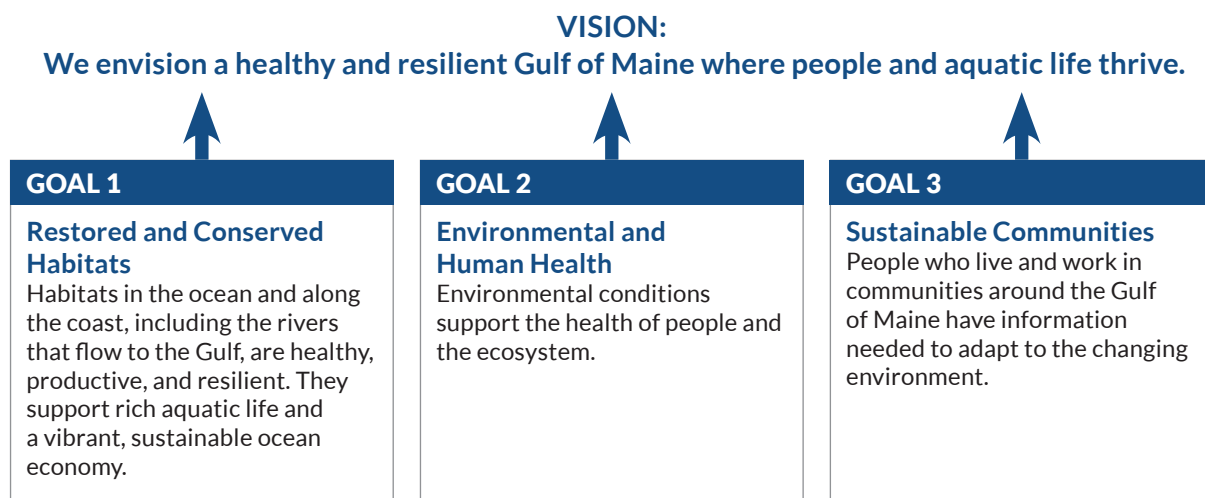 VISION:
We envision a healthy and resilient Gulf of Maine where people and aquatic life thrive.
GOAL 1
Restored and Conserved
Habitats
Habitats in the ocean and along
the coast, including the rivers
that flow to the Gulf, are healthy,
productive, and resilient. They
support rich aquatic life and
a vibrant, sustainable ocean
economy.
GOAL 2
Environmental and
Human Health
Environmental conditions
support the health of people and
the ecosystem.
GOAL 3
Sustainable Communities
People who live and work in
communities around the Gulf
of Maine have information
needed to adapt to the changing
environment.